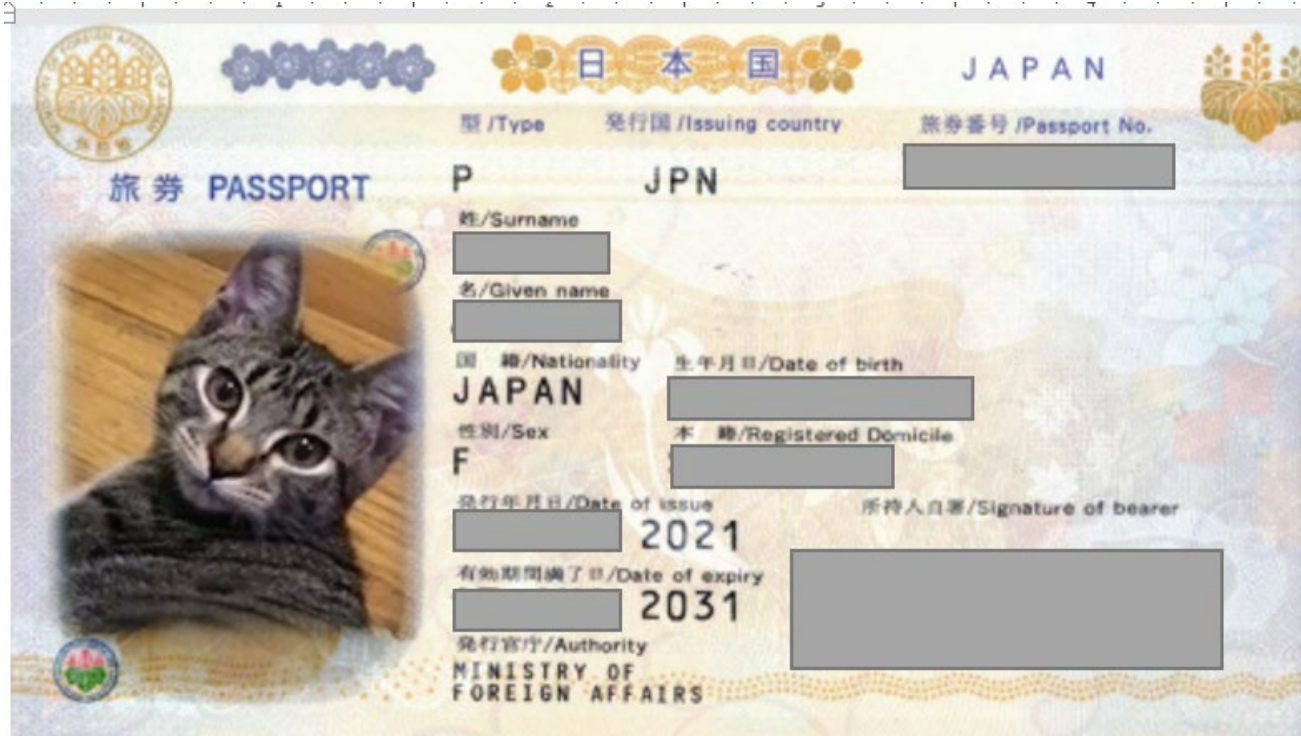 日 本 国 JAPAN
型/Type 発行国/Issuing country 旅券番号/Passport No.
旅券 PASSPORT P JPN
姓/Surname
名/Given name
国 籍/Nationality 生年月日/Date of birth
JAPAN
性別/Sex 本 籍/Registered Domicile
F
発行年月日/Date of issue 所持人自署/Signature of bearer
2021
有効期間満了日/Date of expiry
2031
発行官庁/Authority
MINISTRY OF
FOREIGN AFFAIRS